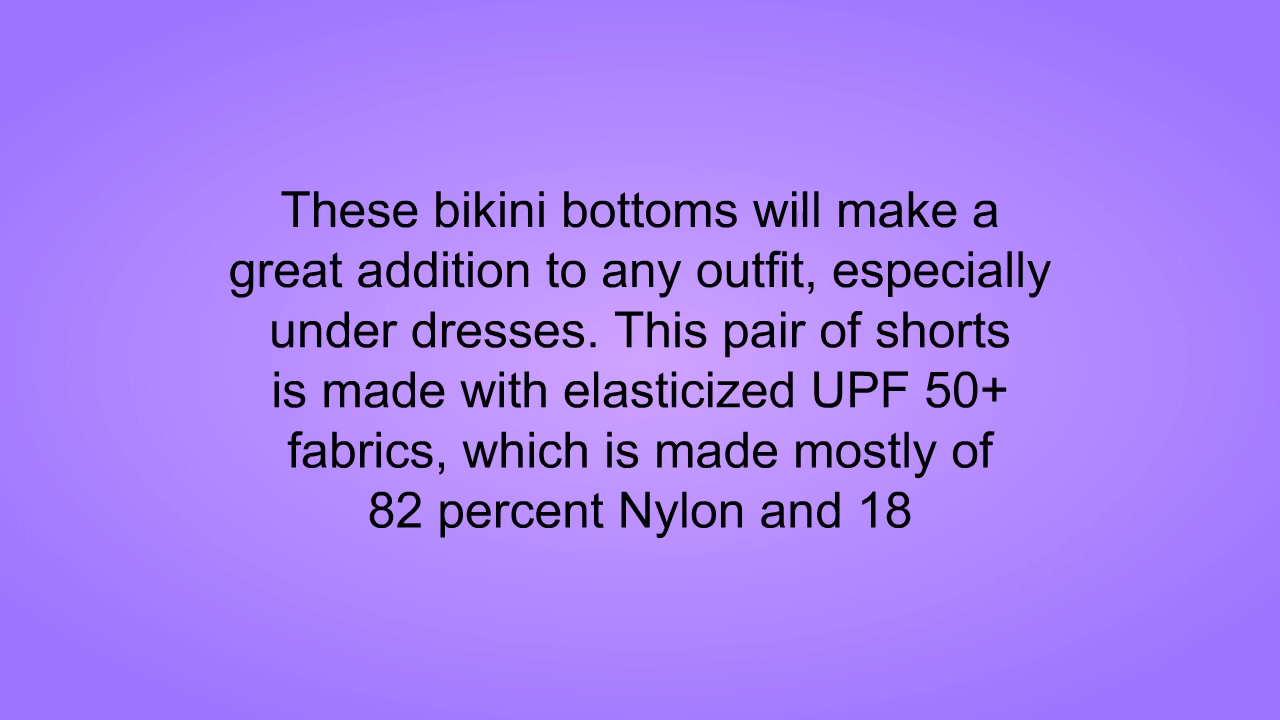 These bikini bottoms will make a
great addition to any outfit, especially
under dresses. This pair of shorts
is made with elasticized UPF 50+
fabrics, which is made mostly of
82 percent Nylon and 18